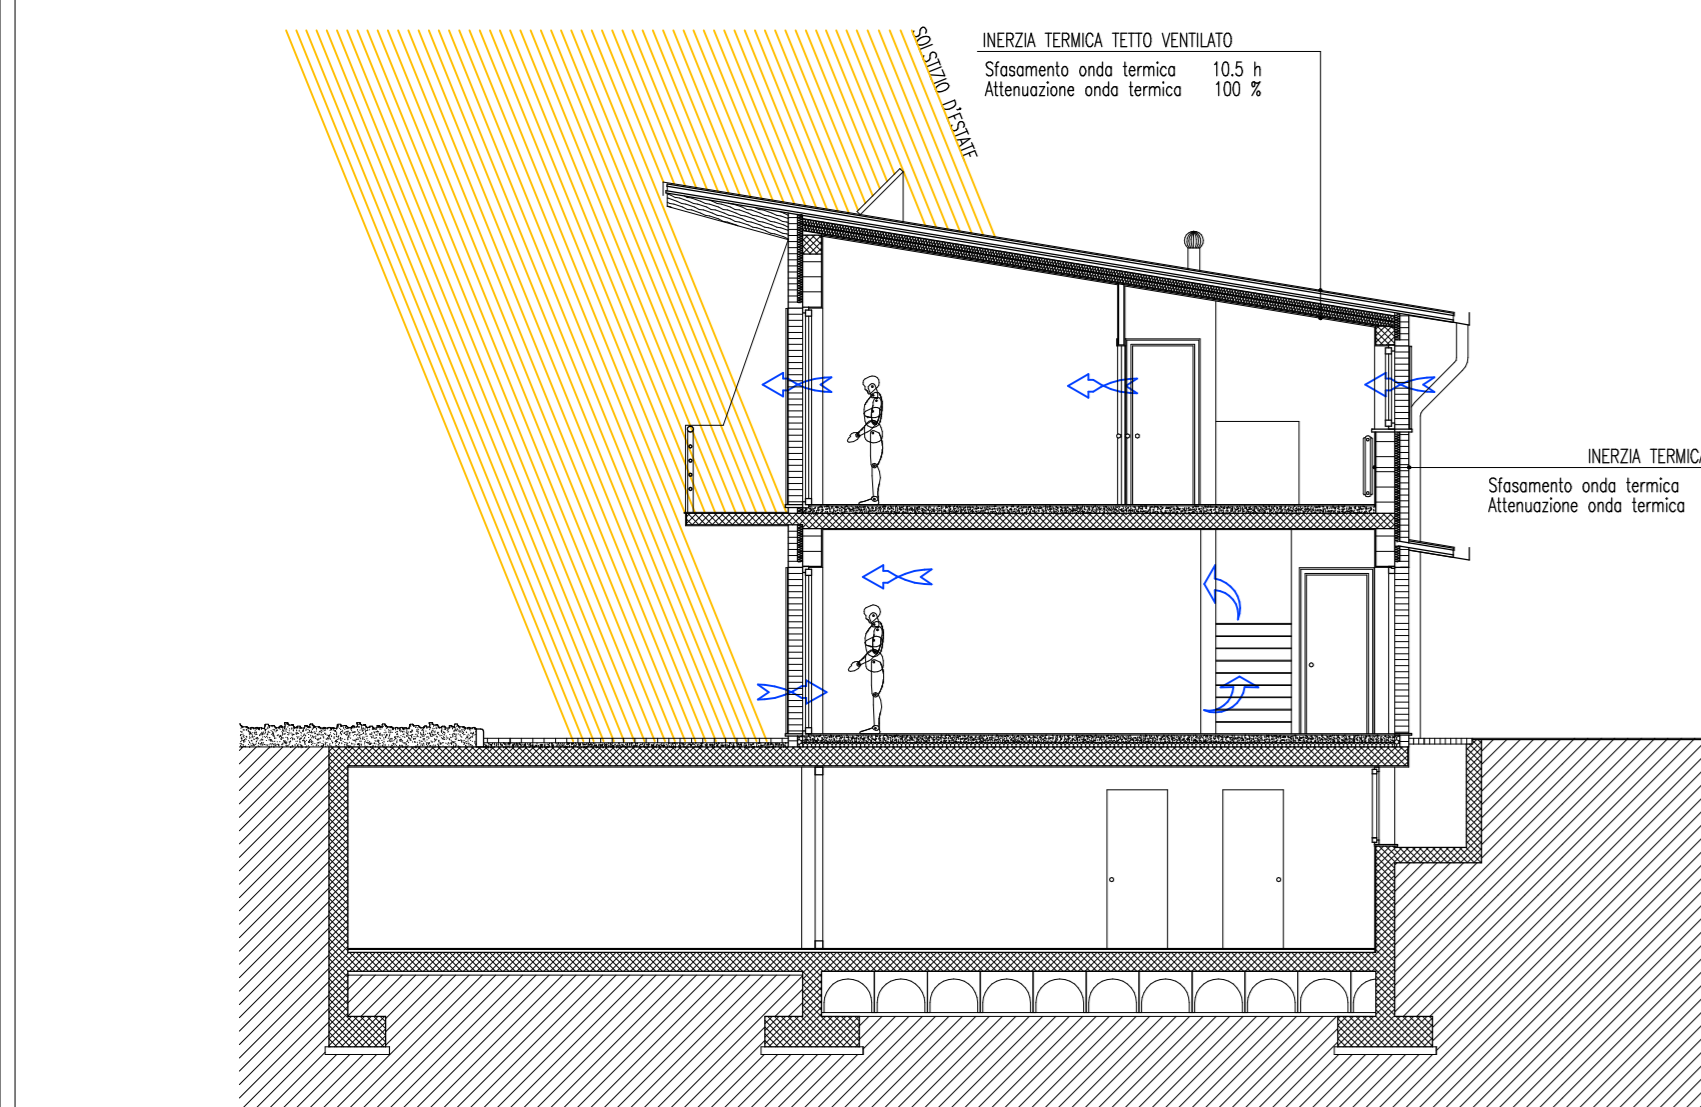 SOLSTIZIO D'ESTATE
INERZIA TERMICA TETTO VENTILATO
Sfasamento onda termica 10.5 h
Attenuazione onda termica 100 %
INERZIA TERMICA
Sfasamento onda termica
Attenuazione onda termica